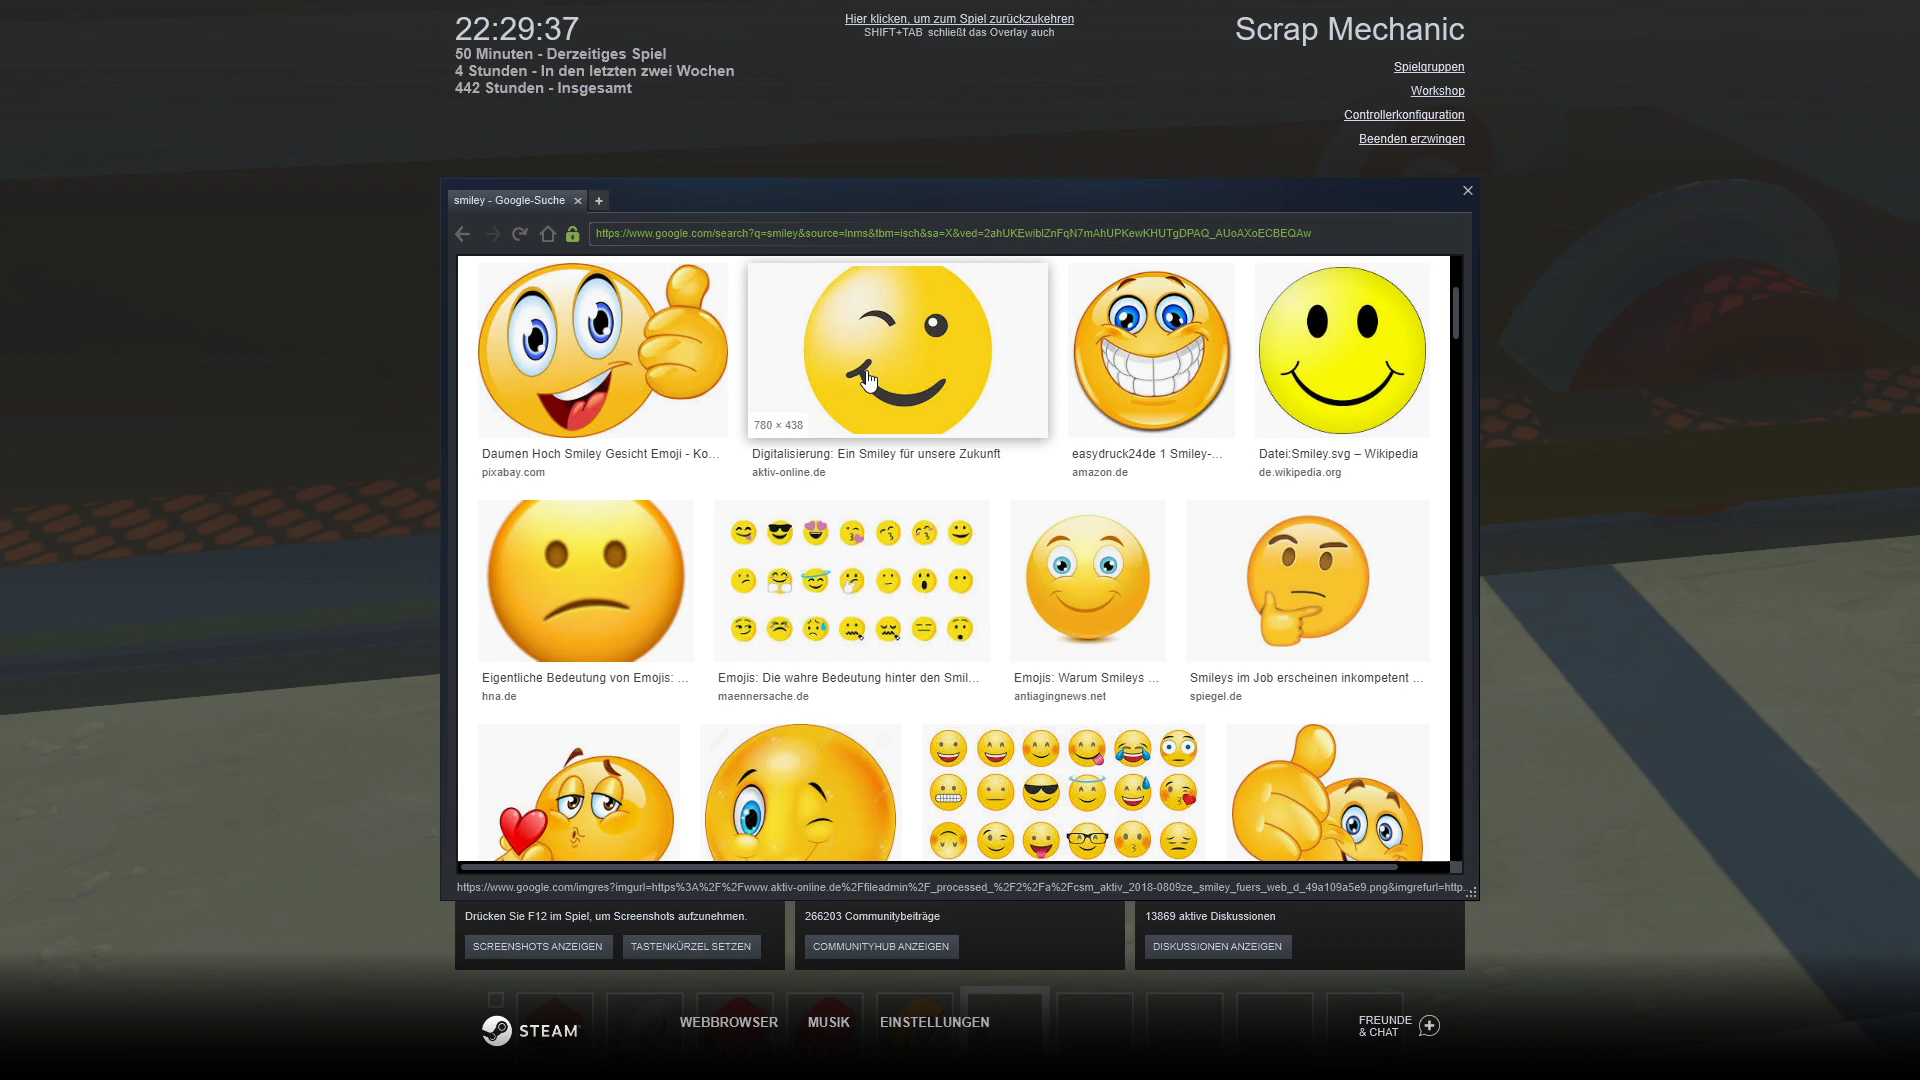 22:29:37
50 Minuten - Derzeitiges Spiel
4 Stunden - In den letzten zwei Wochen
442 Stunden - Insgesamt
Hier klicken, um zum Spiel zurückzukehren
SHIFT+TAB schließt das Overlay auch
Scrap Mechanic
Spielgruppen
Workshop
Controllerkonfiguration
Beenden erzwingen
smiley - Google-Suche
https://www.google.com/search?q=smiley&source=lnms&tbm=isch&sa=X&ved=2ahUKEwiblZnFqN7mAhUPKewKHUTgDPAQ_AUoAXoECBEQAw
780 × 438
Daumen Hoch Smiley Gesicht Emoji - Ko...
pixabay.com
Digitalisierung: Ein Smiley für unsere Zukunft
aktiv-online.de
easydruck24de 1 Smiley-...
amazon.de
Datei:Smiley.svg – Wikipedia
de.wikipedia.org
Eigentliche Bedeutung von Emojis: ...
hna.de
Emojis: Die wahre Bedeutung hinter den Smil...
maennersache.de
Emojis: Warum Smileys ...
antiagingnews.net
Smileys im Job erscheinen inkompetent ...
spiegel.de
https://www.google.com/imgres?imgurl=https%3A%2F%2Fwww.aktiv-online.de%2Ffileadmin%2F_processed_%2F2%2Fa%2Fcsm_aktiv_2018-0809ze_smiley_fuers_web_d_49a109a5e9.png&imgrefurl=http...
Drücken Sie F12 im Spiel, um Screenshots aufzunehmen.
SCREENSHOTS ANZEIGEN
TASTENKÜRZEL SETZEN
266203 Communitybeiträge
COMMUNITYHUB ANZEIGEN
13869 aktive Diskussionen
DISKUSSIONEN ANZEIGEN
STEAM
WEBBROWSER
MUSIK
EINSTELLUNGEN
FREUNDE
& CHAT